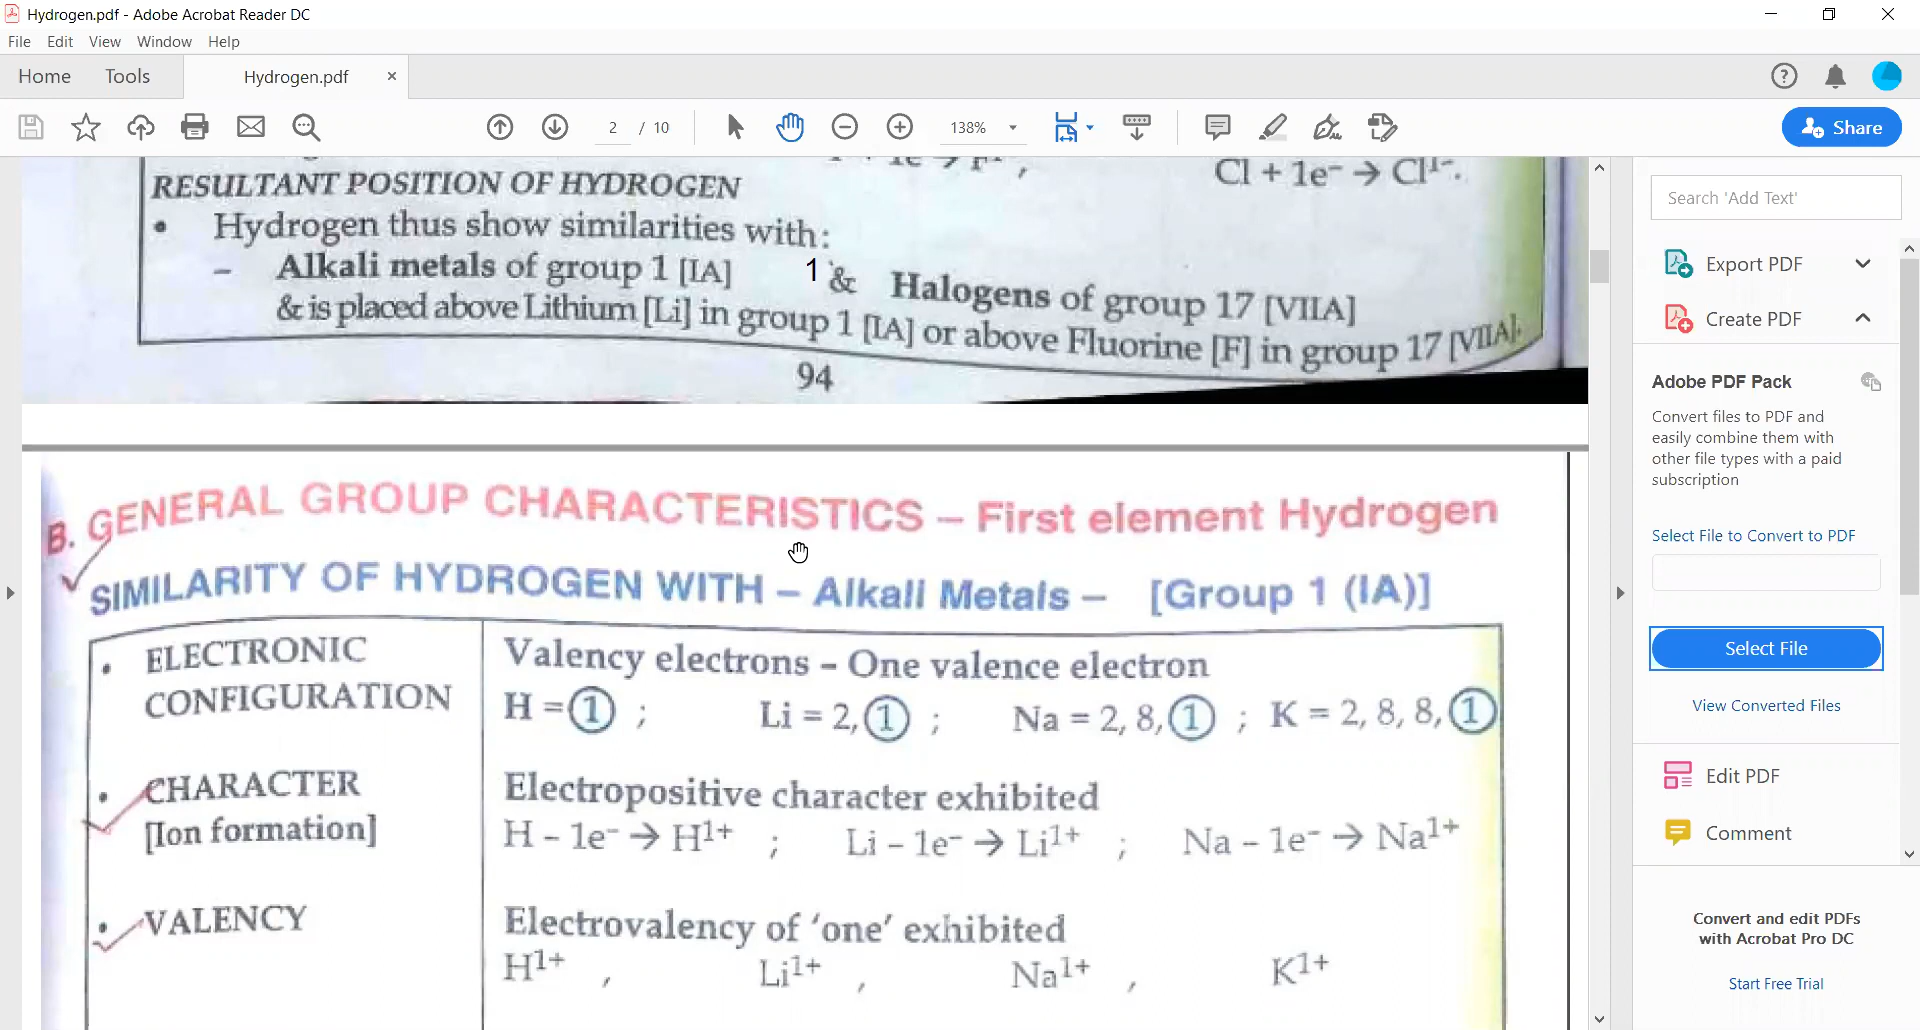 Hydrogen.pdf - Adobe Acrobat Reader DC
File Edit View Window Help
Home Tools Hydrogen.pdf ×
2 / 10 138% Share
Cl + 1e⁻ → Cl¹⁻.
RESULTANT POSITION OF HYDROGEN
• Hydrogen thus show similarities with:
– Alkali metals of group 1 [IA] 1 & Halogens of group 17 [VIIA]
& is placed above Lithium [Li] in group 1 [IA] or above Fluorine [F] in group 17 [VIIA].
94
B. GENERAL GROUP CHARACTERISTICS – First element Hydrogen
SIMILARITY OF HYDROGEN WITH – Alkali Metals – [Group 1 (IA)]
• ELECTRONIC CONFIGURATION
Valency electrons – One valence electron
H = 1 ; Li = 2, 1 ; Na = 2, 8, 1 ; K = 2, 8, 8, 1
• CHARACTER
[Ion formation]
Electropositive character exhibited
H – 1e⁻ → H¹⁺ ; Li – 1e⁻ → Li¹⁺ ; Na – 1e⁻ → Na¹⁺
• VALENCY
Electrovalency of ‘one’ exhibited
H¹⁺ , Li¹⁺ , Na¹⁺ , K¹⁺
Search 'Add Text'
Export PDF
Create PDF
Adobe PDF Pack
Convert files to PDF and
easily combine them with
other file types with a paid
subscription
Select File to Convert to PDF
Select File
View Converted Files
Edit PDF
Comment
Convert and edit PDFs
with Acrobat Pro DC
Start Free Trial